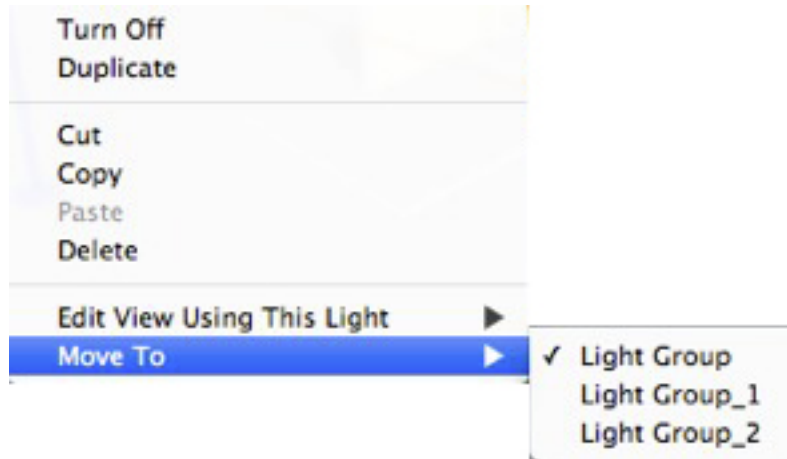 Turn Off
Duplicate
Cut
Copy
Paste
Delete
Edit View Using This Light
Move To
Light Group
Light Group_1
Light Group_2